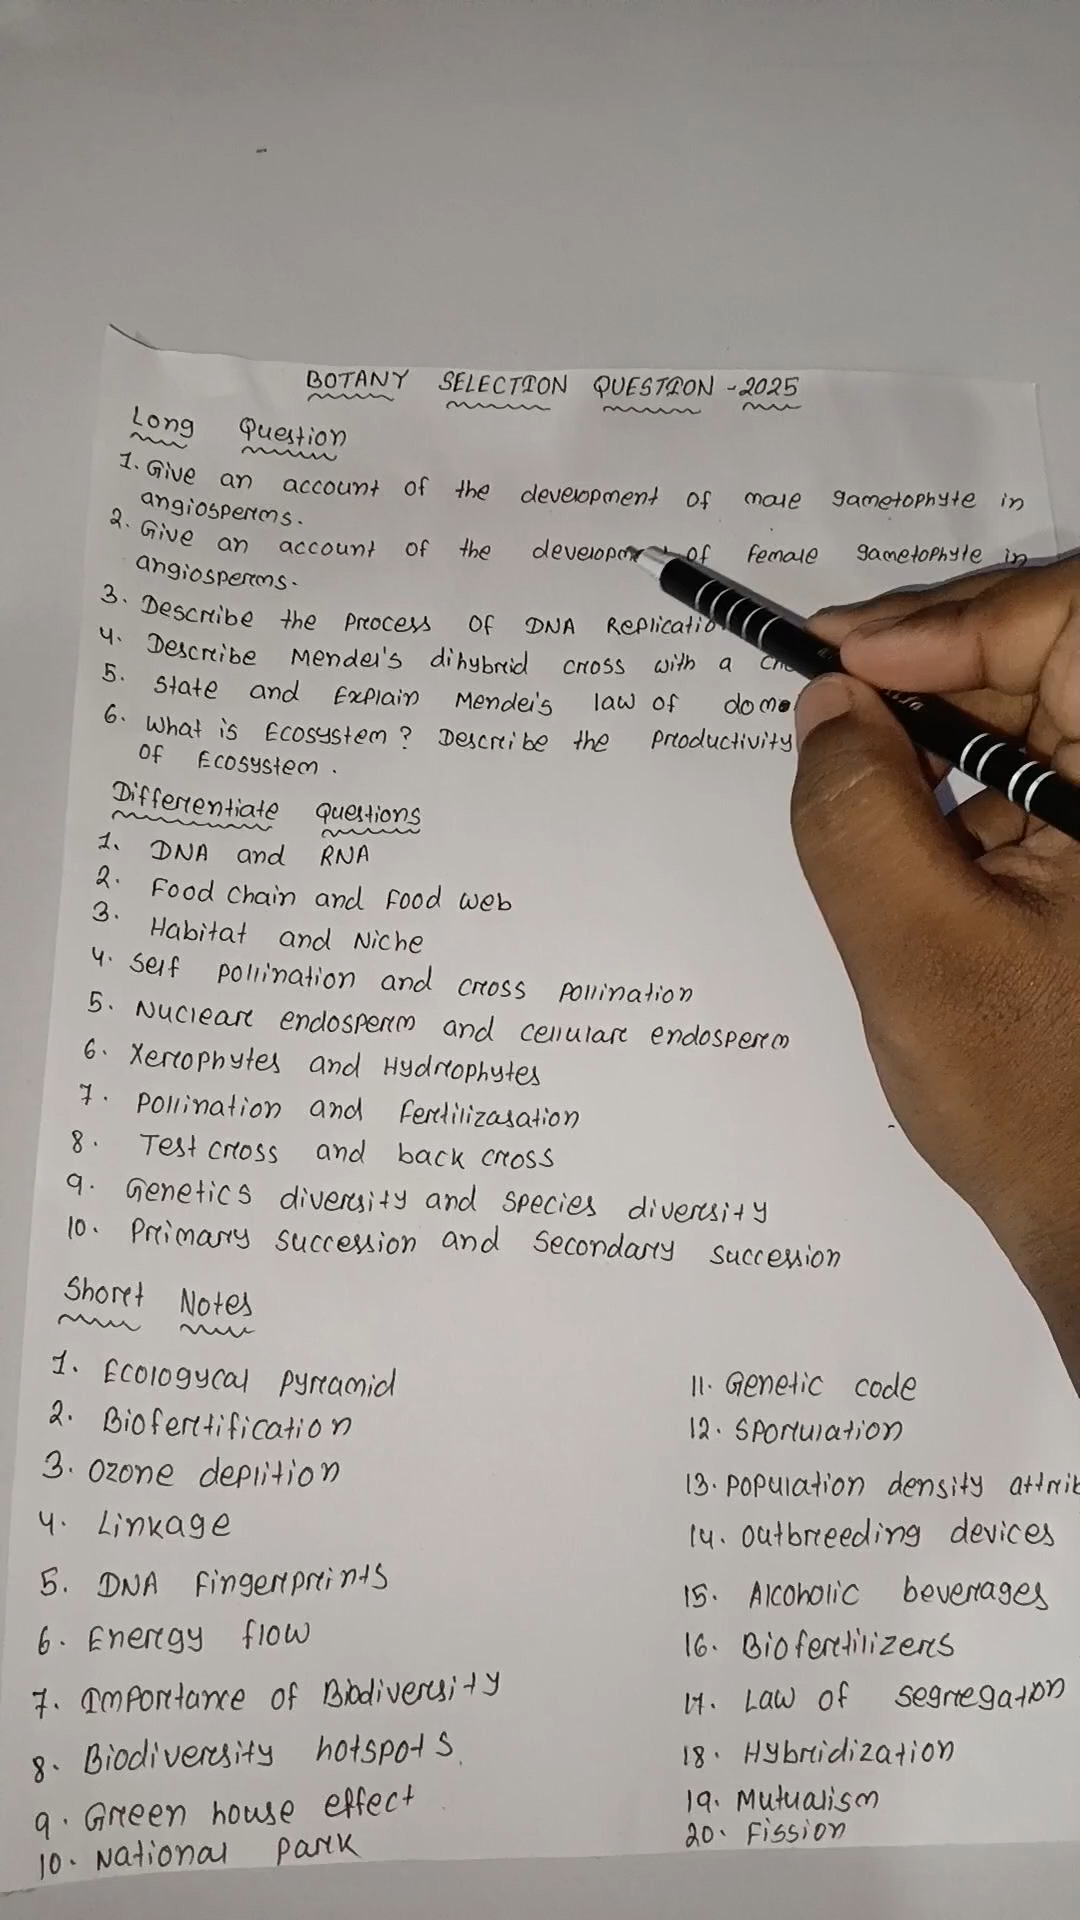 BOTANY SELECTION QUESTION -2025
Long Question
1. Give an account of the development of male gametophyte in
angiosperms.
2. Give an account of the of female gametophyte in
angiosperms.
3. Describe the Process of DNA
4. Describe Mendel's dihybrid cross with a
5. State and Explain Mendel's law of
6. What is Ecosystem? Describe the Productivity
of Ecosystem.
Differentiate Questions
1. DNA and RNA
2. Food chain and food web
3. Habitat and Niche
4. Self pollination and cross pollination
5. Nuclear endosperm and cellular endosperm
6. Xerophytes and Hydrophytes
7. Pollination and fertilizasation
8. Test cross and back cross
9. Genetics diversity and species diversity
10. Primary succession and Secondary succession
Short Notes
1. Ecologycal pyramid
2. Biofertification
3. Ozone deplition
4. Linkage
5. DNA fingerprints
6. Energy flow
7. Importance of Biodiversity
8. Biodiversity hotspots
9. Green house effect
10. National park
11. Genetic code
12. Sporulation
13. Population density
14. Outbreeding devices
15. Alcoholic beverages
16. Biofertilizers
17. Law of segregation
18. Hybridization
19. Mutualism
20. Fission